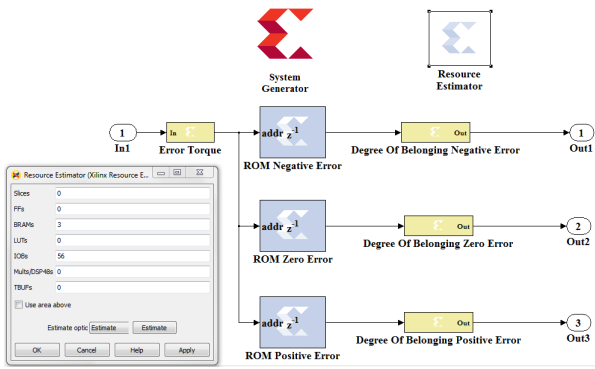 System
Generator
Resource
Estimator
1
In1
In
Error Torque
addr z-1
ROM Negative Error
Out
Degree Of Belonging Negative Error
1
Out1
addr z-1
ROM Zero Error
Out
Degree Of Belonging Zero Error
2
Out2
addr z-1
ROM Positive Error
Out
Degree Of Belonging Positive Error
3
Out3
Resource Estimator (Xilinx Resource E...
Slices 0
FFs 0
BRAMs 3
LUTs 0
IOBs 56
Mults/DSP48s 0
TBUFs 0
Use area above
Estimate optic Estimate Estimate
OK Cancel Help Apply